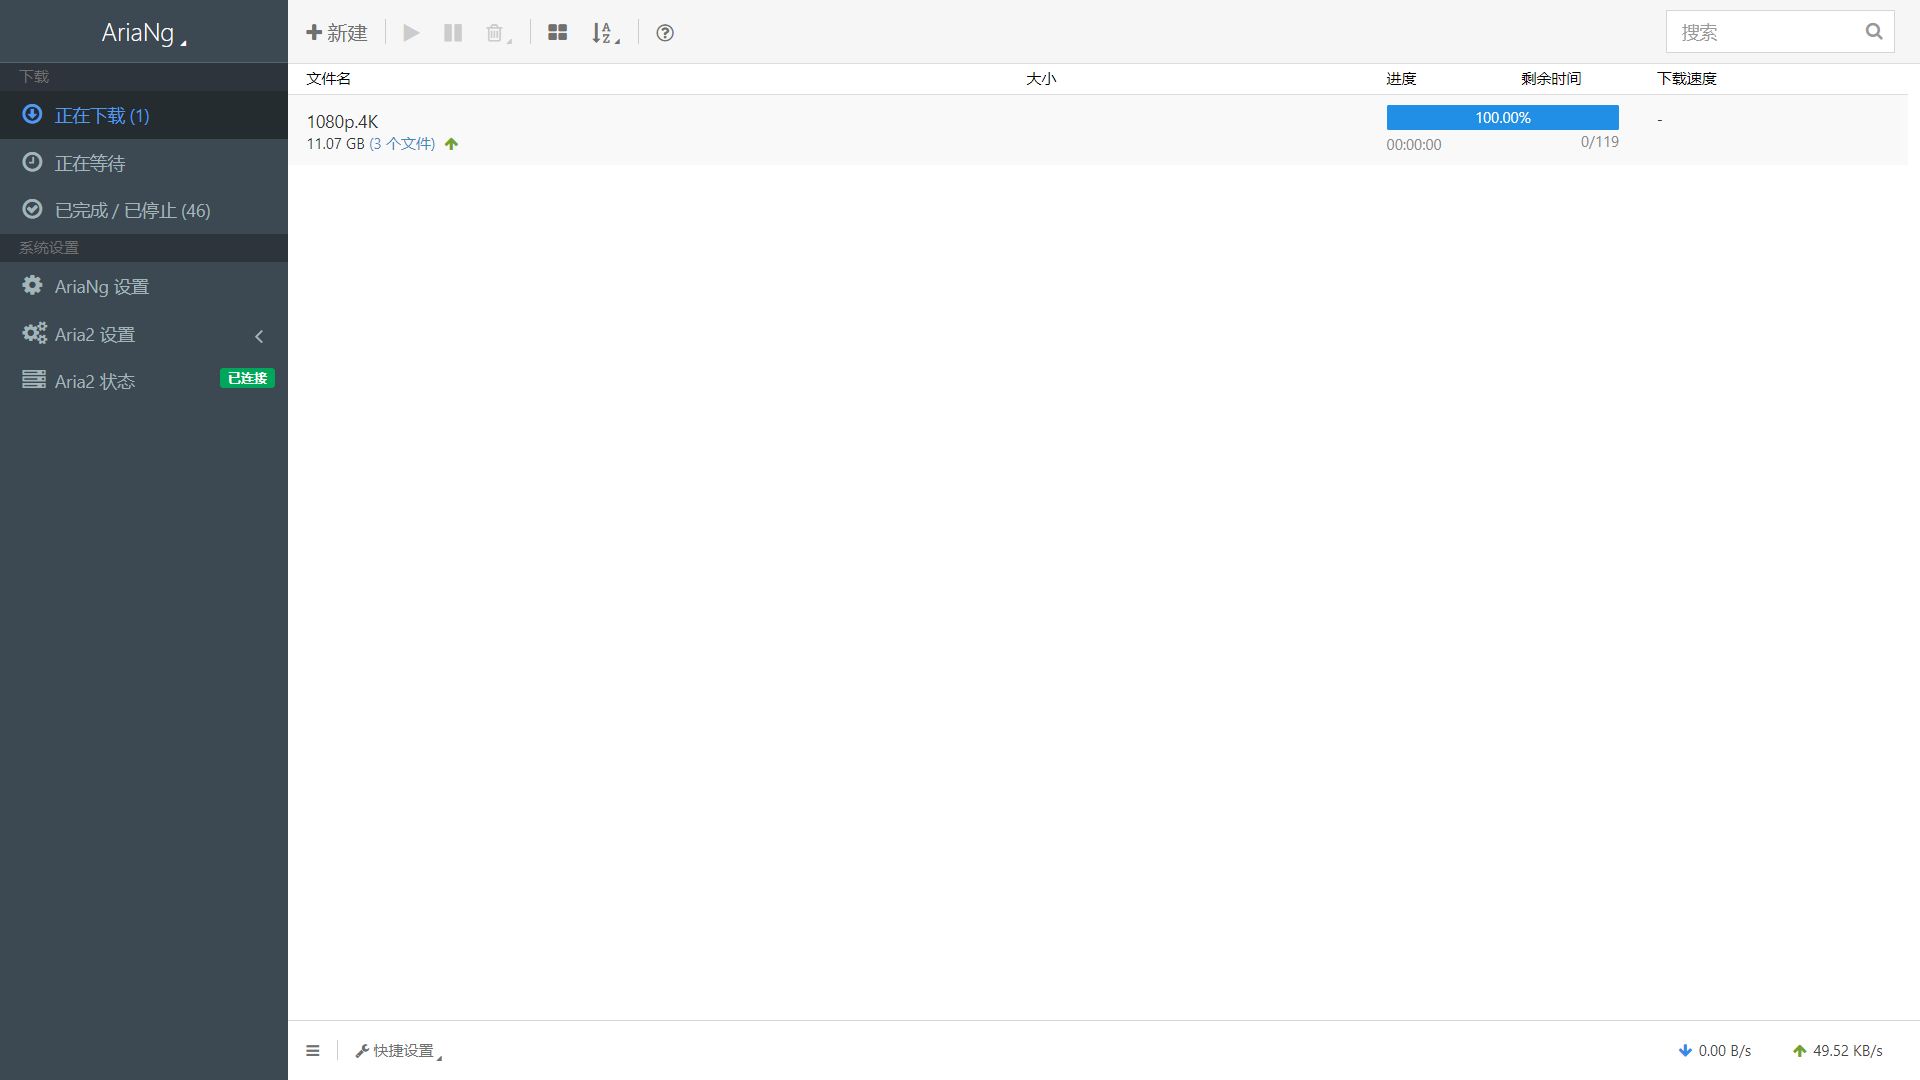 AriaNg
下载
正在下载 (1)
正在等待
已完成 / 已停止 (46)
系统设置
AriaNg 设置
Aria2 设置
Aria2 状态
已连接
新建
搜索
文件名 大小 进度 剩余时间 下载速度
1080p.4K
11.07 GB (3 个文件)
100.00%
00:00:00 0/119
-
快捷设置
0.00 B/s 49.52 KB/s